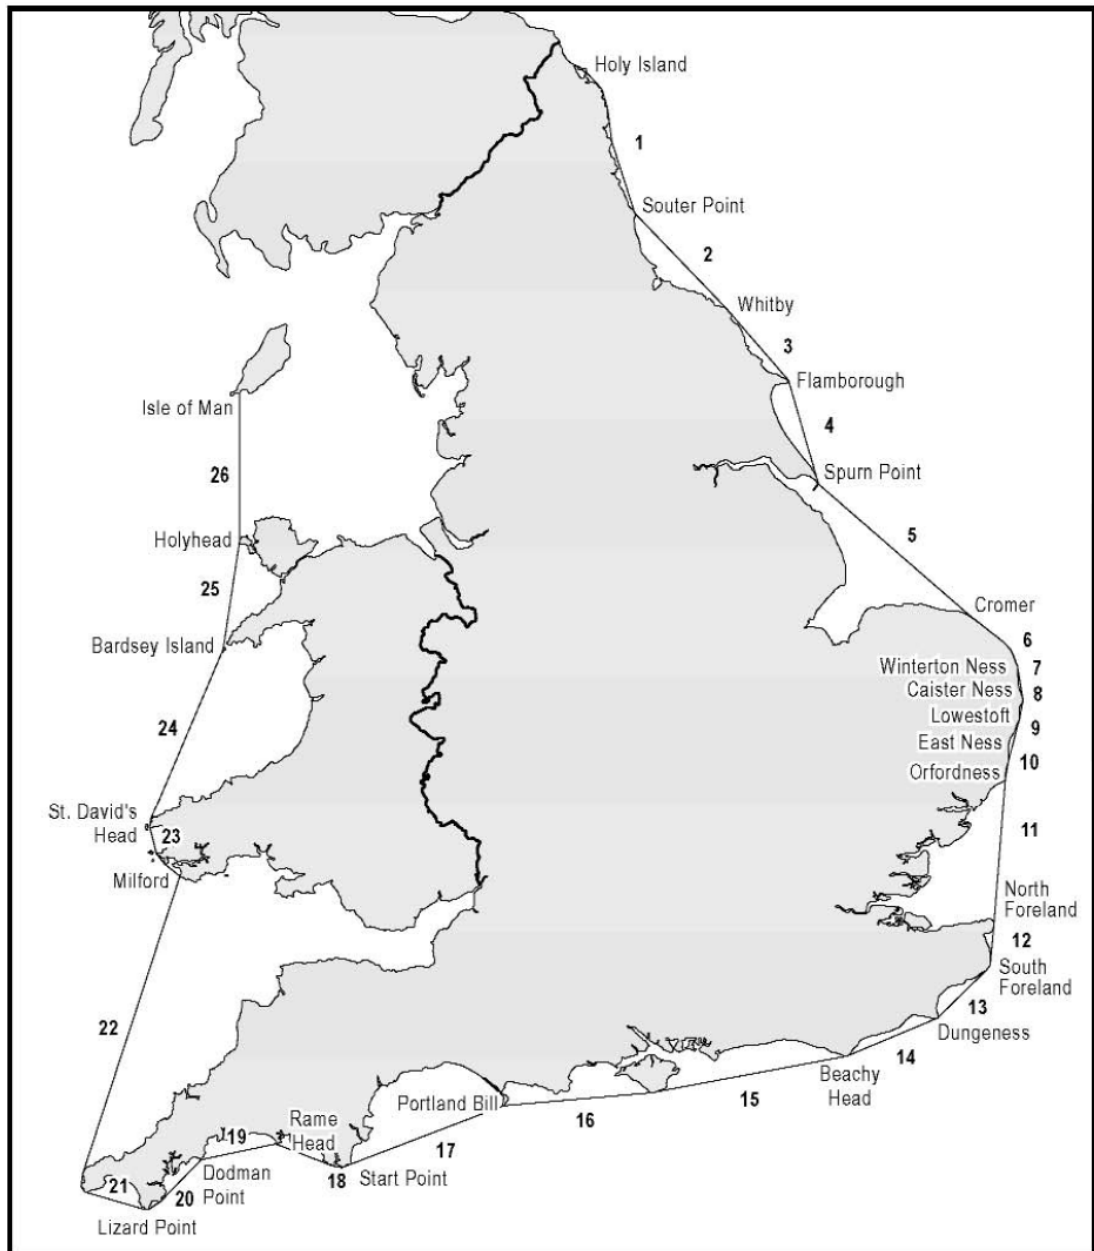 Holy Island
1
Souter Point
2
Whitby
3
Flamborough
Isle of Man
4
26
Spurn Point
5
Holyhead
25
Cromer
Bardsey Island
6
Winterton Ness
7
Caister Ness
8
Lowestoft
9
24
East Ness
10
Orfordness
St. David's
Head
23
11
Milford
North
Foreland
12
South
Foreland
13
22
Dungeness
14
Beachy
Head
15
Portland Bill
16
Rame
Head
19
17
Dodman
Point
18
Start Point
21
20
Lizard Point